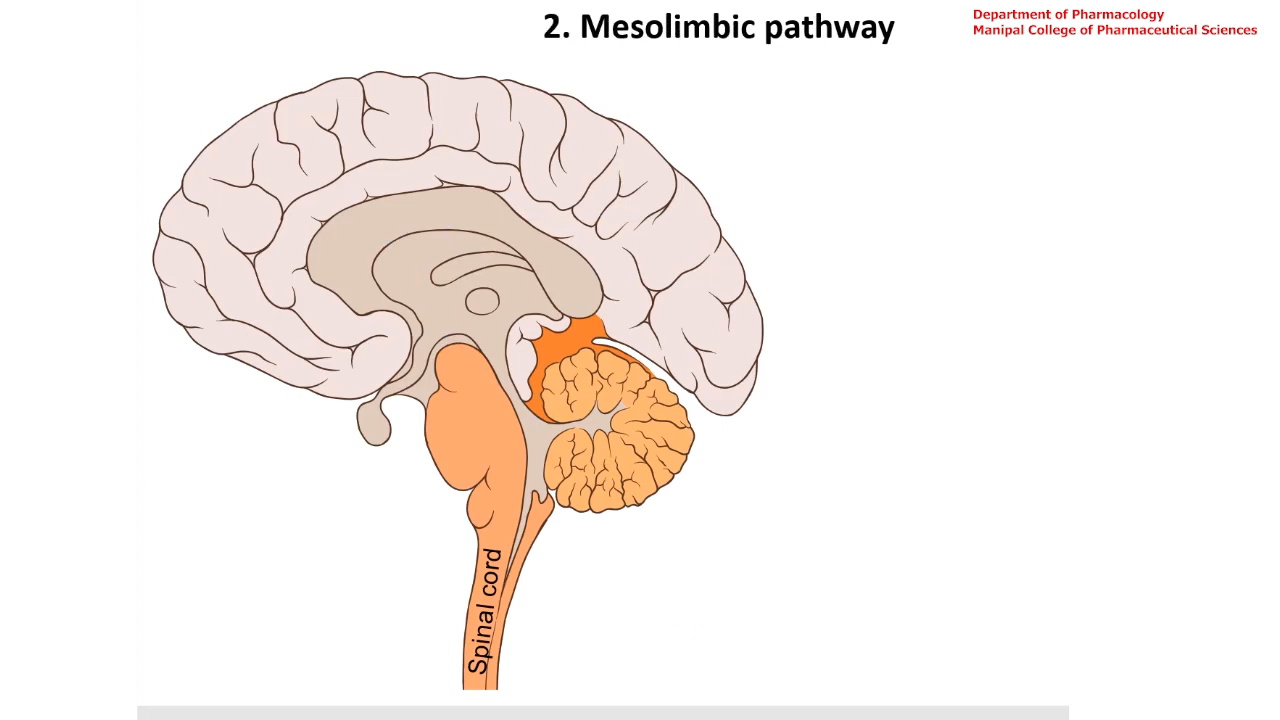 2. Mesolimbic pathway
Department of Pharmacology
Manipal College of Pharmaceutical Sciences
Spinal cord